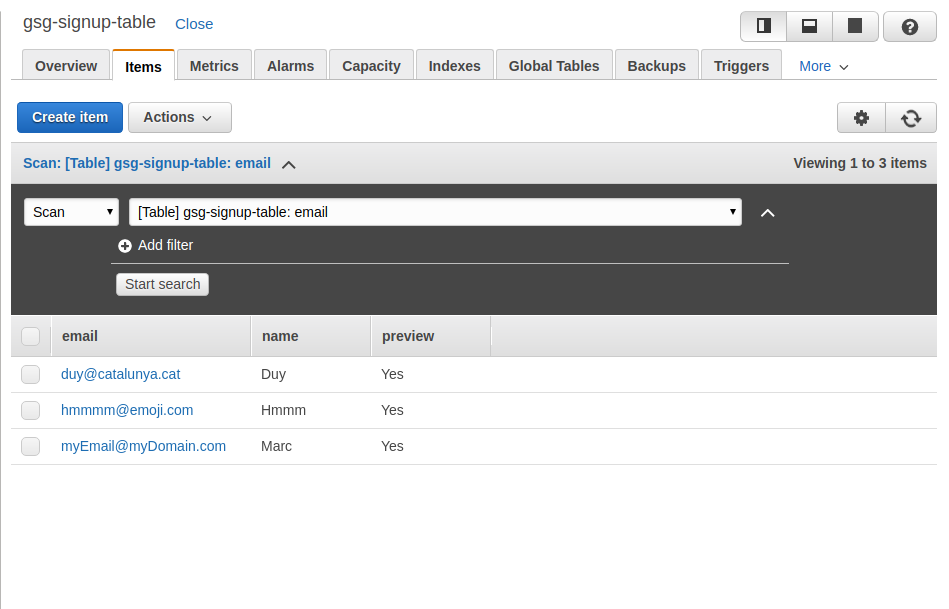 gsg-signup-table Close
Overview Items Metrics Alarms Capacity Indexes Global Tables Backups Triggers More
Create item Actions
Scan: [Table] gsg-signup-table: email Viewing 1 to 3 items
Scan [Table] gsg-signup-table: email
Add filter
Start search
email name preview
duy@catalunya.cat Duy Yes
hmmmm@emoji.com Hmmm Yes
myEmail@myDomain.com Marc Yes